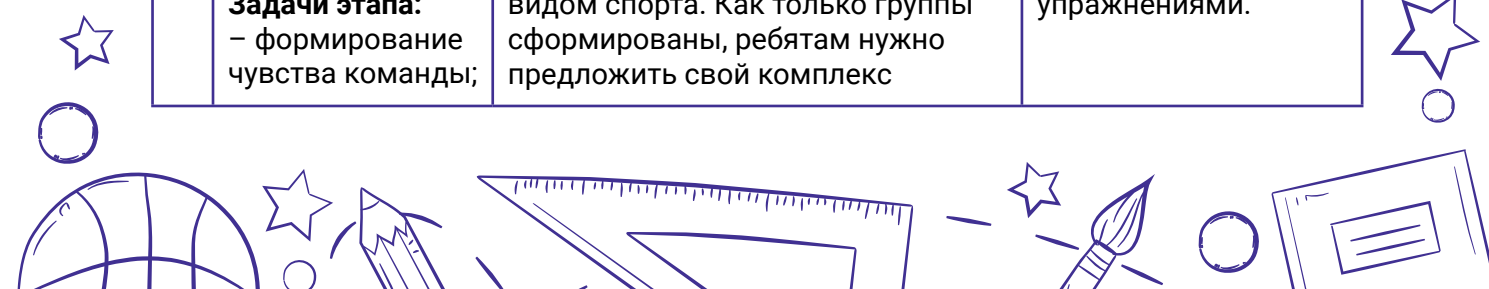 Задачи этапа:
– формирование
чувства команды;
видом спорта. Как только группы
сформированы, ребятам нужно
предложить свой комплекс
упражнениями.